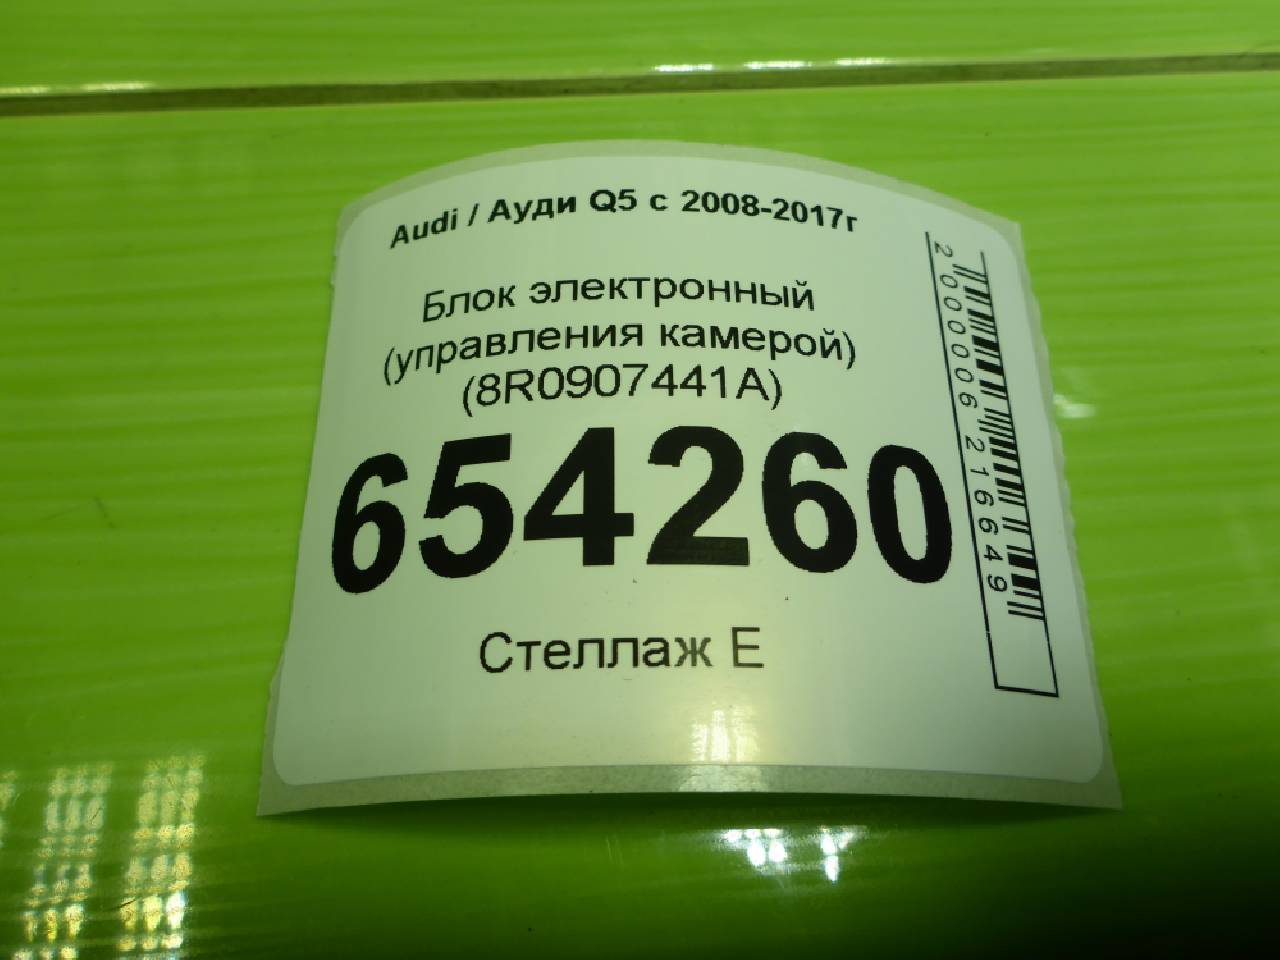 Audi / Ауди Q5 с 2008-2017г
Блок электронный
(управления камерой)
(8R0907441A)
654260
Стеллаж Е
2000006216649